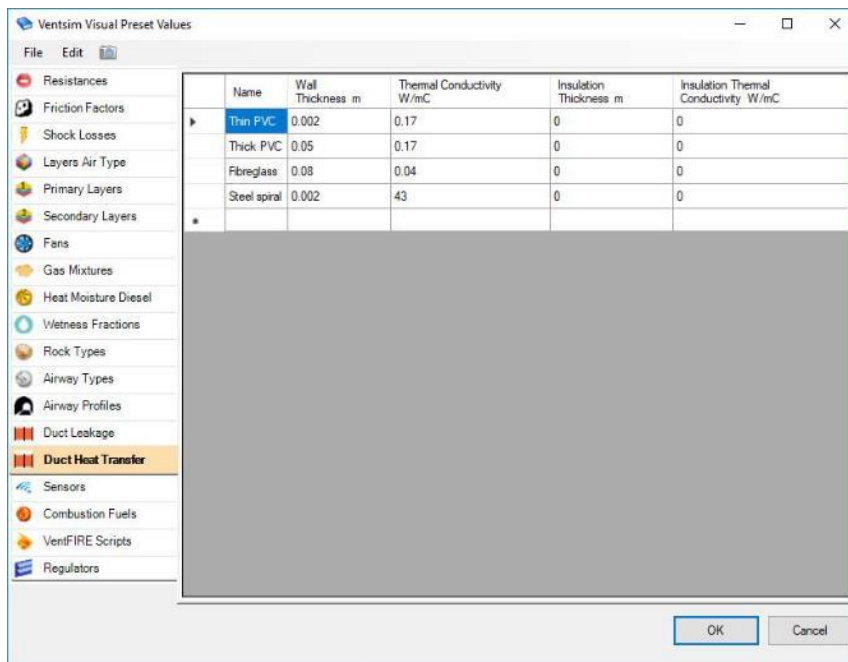 Ventsim Visual Preset Values
File Edit
Resistances
Friction Factors
Shock Losses
Layers Air Type
Primary Layers
Secondary Layers
Fans
Gas Mixtures
Heat Moisture Diesel
Wetness Fractions
Rock Types
Airway Types
Airway Profiles
Duct Leakage
Duct Heat Transfer
Sensors
Combustion Fuels
VentFIRE Scripts
Regulators
Name Wall Thickness m Thermal Conductivity W/mC Insulation Thickness m Insulation Thermal Conductivity W/mC
Thin PVC 0.002 0.17 0 0
Thick PVC 0.05 0.17 0 0
Fibreglass 0.08 0.04 0 0
Steel spiral 0.002 43 0 0
OK Cancel